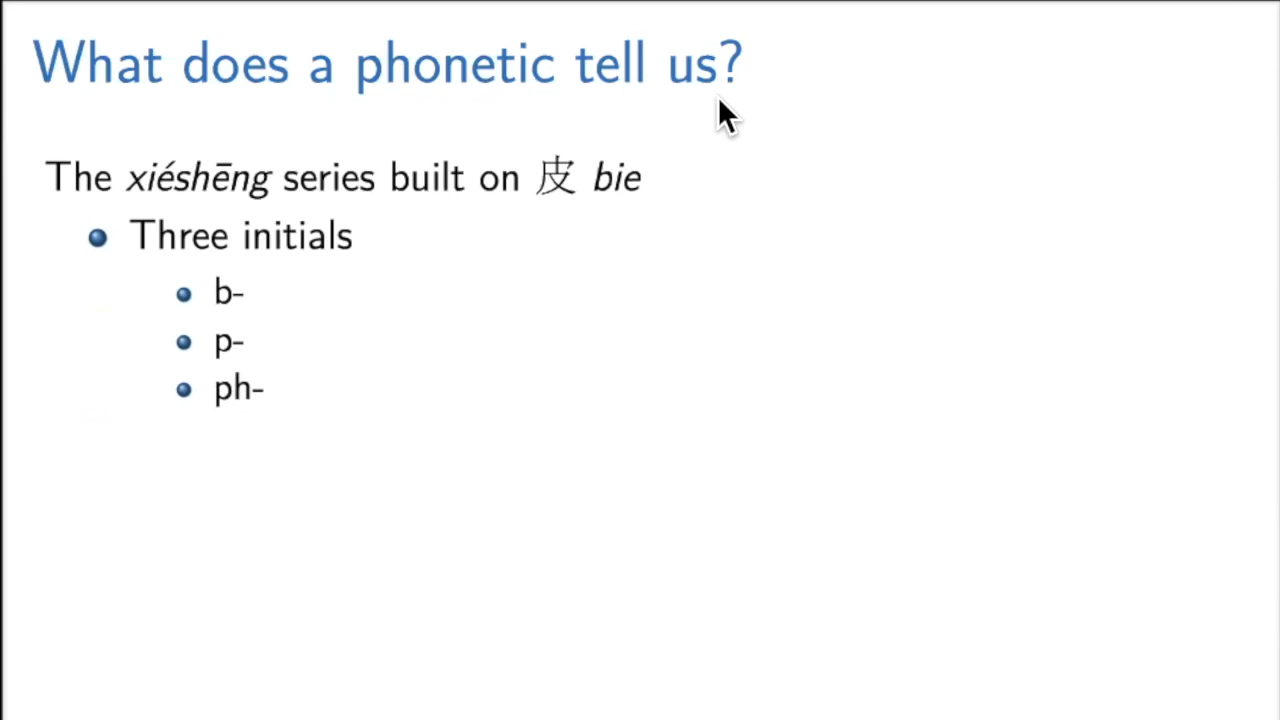 What does a phonetic tell us?
The xiéshēng series built on 皮 bie
Three initials
b-
p-
ph-